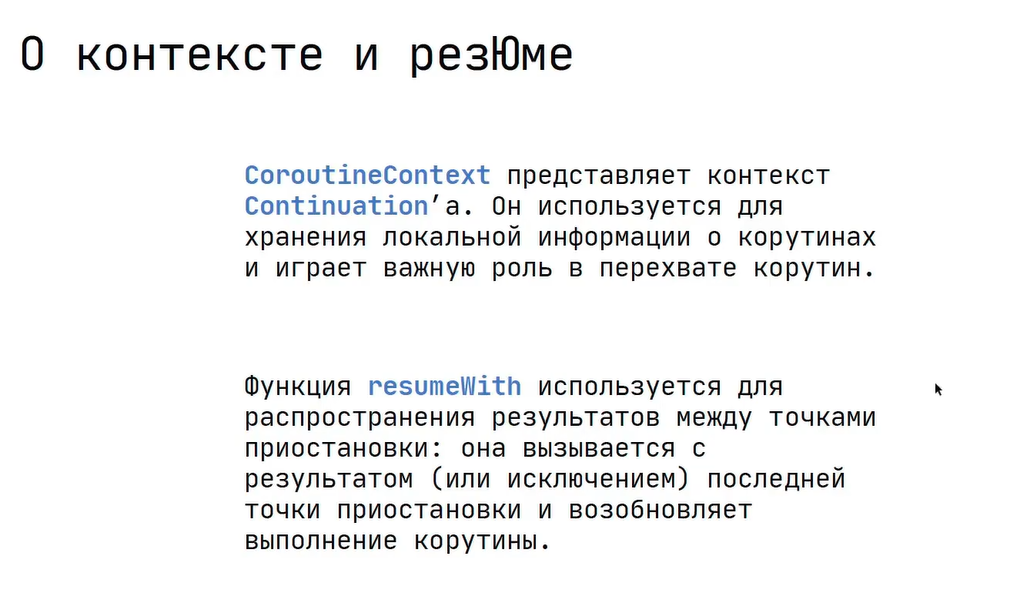 О контексте и резЮме
CoroutineContext представляет контекст
Continuation’а. Он используется для
хранения локальной информации о корутинах
и играет важную роль в перехвате корутин.
Функция resumeWith используется для
распространения результатов между точками
приостановки: она вызывается с
результатом (или исключением) последней
точки приостановки и возобновляет
выполнение корутины.